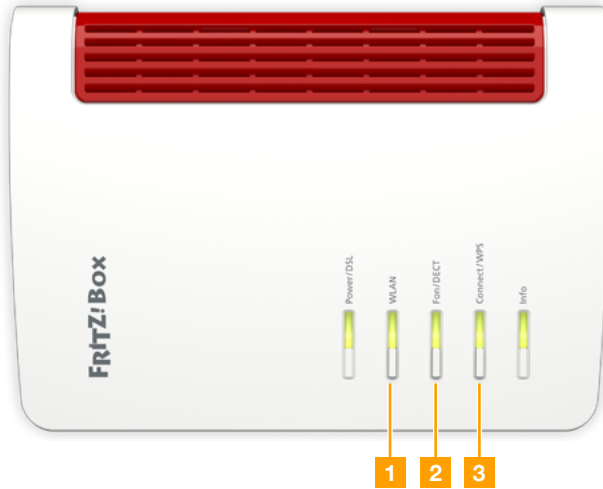 FRITZ!Box
Power/DSL
WLAN
Fon/DECT
Connect/WPS
Info
1
2
3